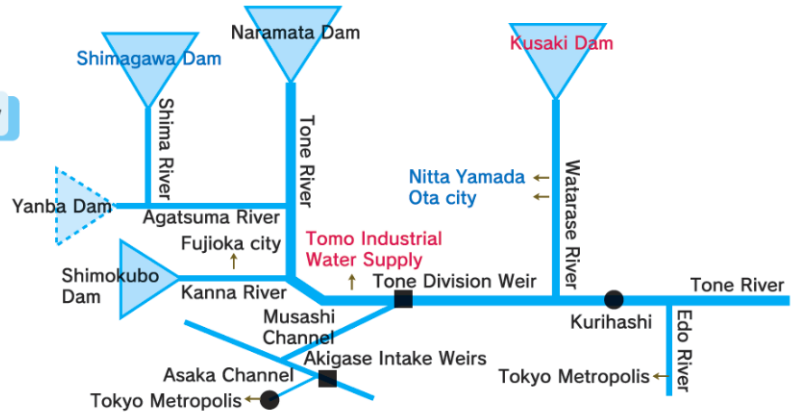 Naramata Dam
Shimagawa Dam
Kusaki Dam
Shima River
Tone River
Watarase River
Nitta Yamada
Ota city
Yanba Dam
Agatsuma River
Fujioka city
Tomo Industrial
Water Supply
Shimokubo
Dam
Kanna River
Tone Division Weir
Tone River
Musashi
Channel
Kurihashi
Edo River
Akigase Intake Weirs
Asaka Channel
Tokyo Metropolis
Tokyo Metropolis